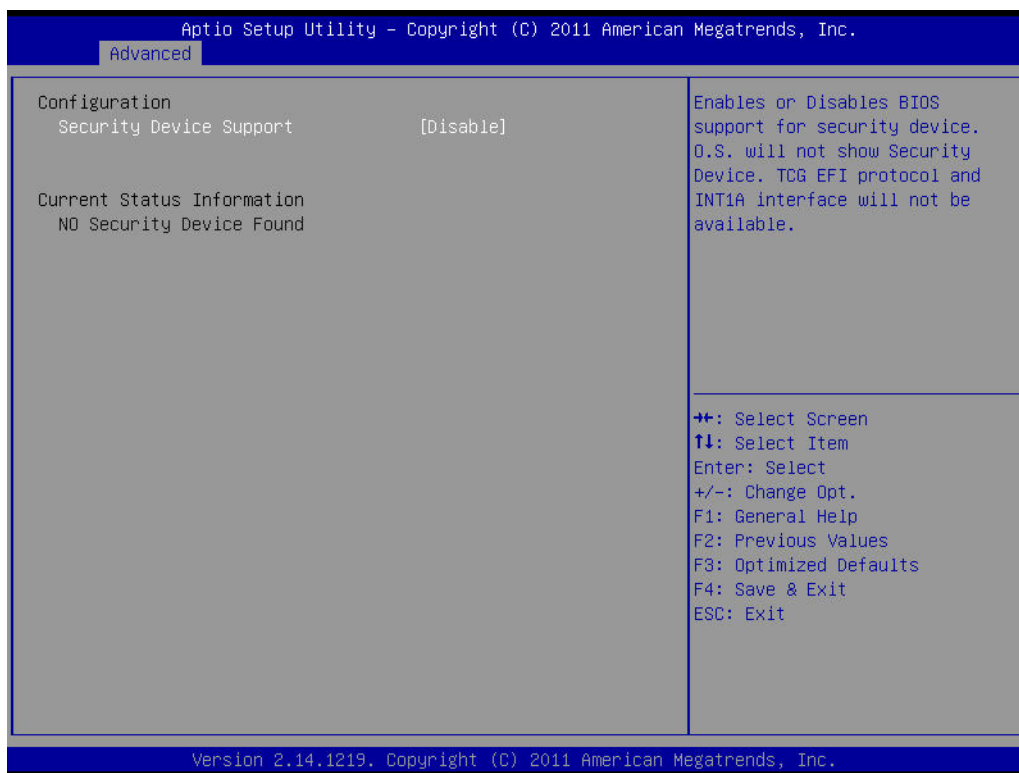 Aptio Setup Utility – Copyright (C) 2011 American Megatrends, Inc.
Advanced
Configuration
Security Device Support [Disable]
Current Status Information
NO Security Device Found
Enables or Disables BIOS
support for security device.
O.S. will not show Security
Device. TCG EFI protocol and
INT1A interface will not be
available.
→←: Select Screen
↑↓: Select Item
Enter: Select
+/-: Change Opt.
F1: General Help
F2: Previous Values
F3: Optimized Defaults
F4: Save & Exit
ESC: Exit
Version 2.14.1219. Copyright (C) 2011 American Megatrends, Inc.